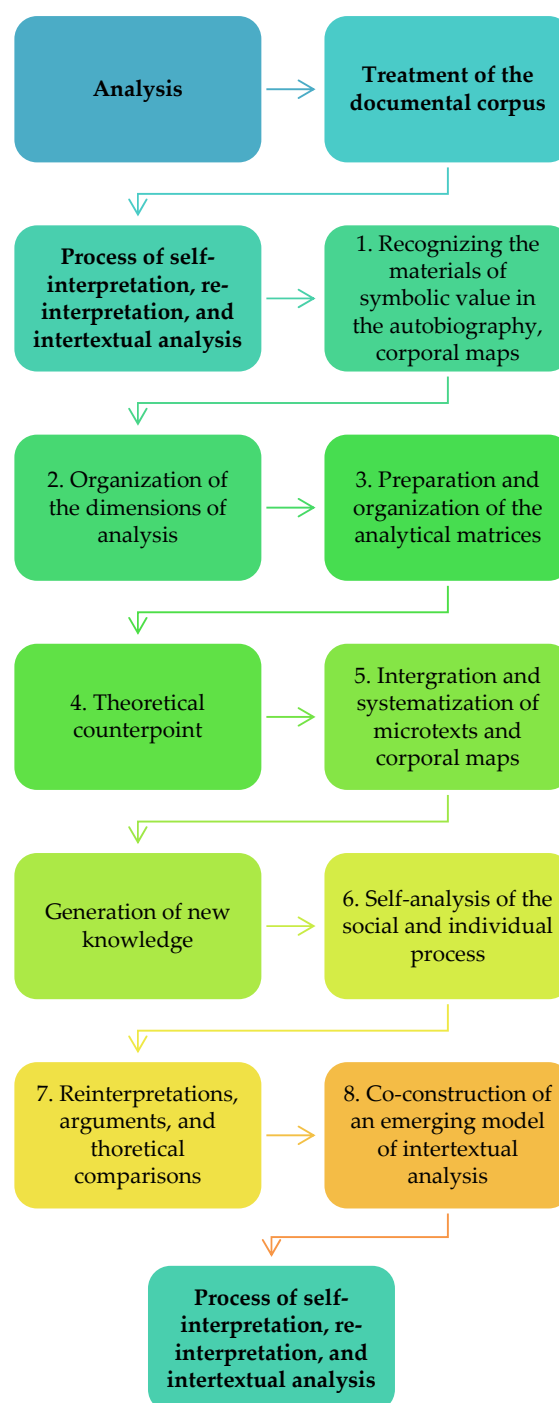 Analysis
Treatment of the
documental corpus
Process of self-
interpretation, re-
interpretation, and
intertextual analysis
1. Recognizing the
materials of
symbolic value in
the autobiography,
corporal maps
2. Organization of
the dimensions of
analysis
3. Preparation and
organization of the
analytical matrices
4. Theoretical
counterpoint
5. Intergration and
systematization of
microtexts and
corporal maps
Generation of new
knowledge
6. Self-analysis of the
social and individual
process
7. Reinterpretations,
arguments, and
thoretical
comparisons
8. Co-construction of
an emerging model
of intertextual
analysis
Process of self-
interpretation, re-
interpretation, and
intertextual analysis